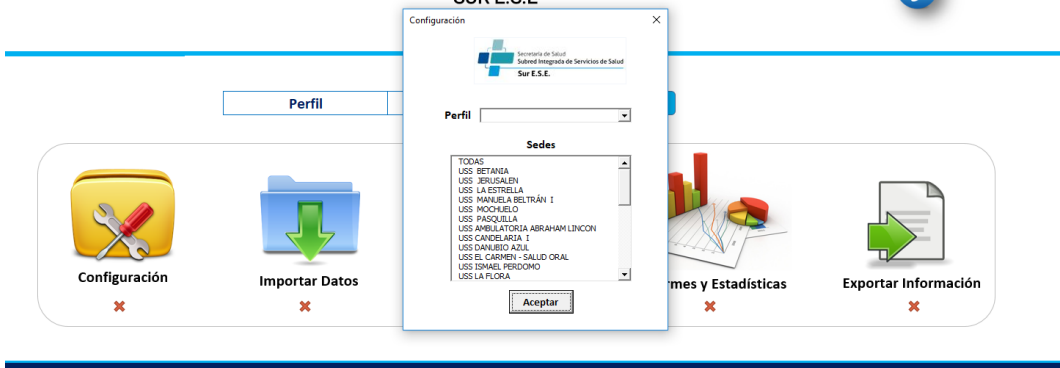 SUR E.S.E
Configuración
Secretaría de Salud
Subred Integrada de Servicios de Salud
Sur E.S.E.
Perfil
Perfil
Sedes
TODAS
USS BETANIA
USS JERUSALEN
USS LA ESTRELLA
USS MANUELA BELTRÁN I
USS MOCHUELO
USS PASQUILLA
USS AMBULATORIA ABRAHAM LINCON
USS CANDELARIA I
USS DANUBIO AZUL
USS EL CARMEN - SALUD ORAL
USS ISMAEL PERDOMO
USS LA FLORA
Aceptar
Configuración
Importar Datos
rmes y Estadísticas
Exportar Información